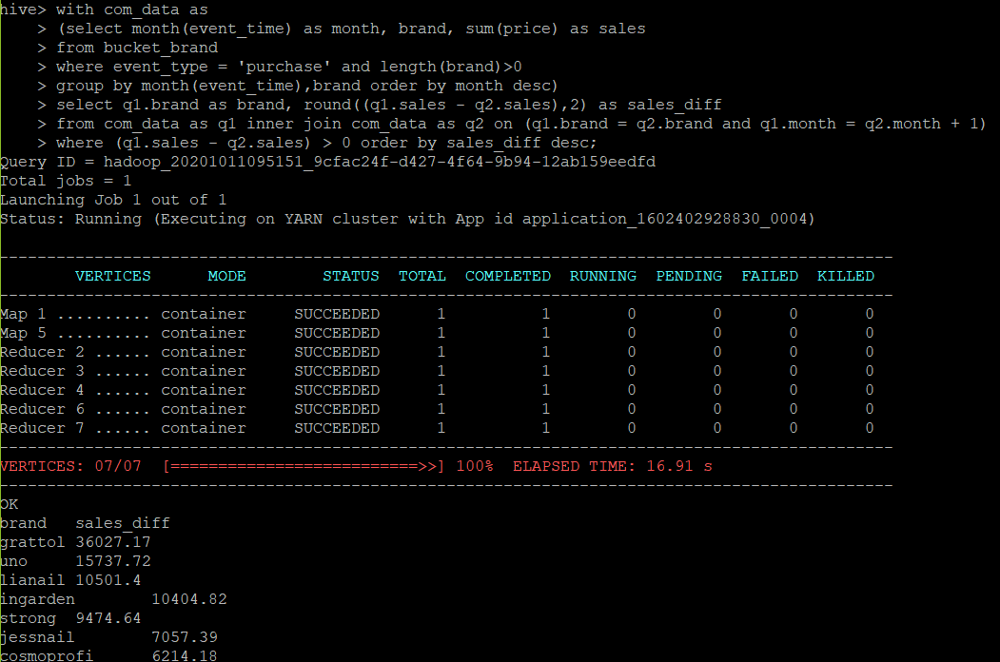 hive> with com_data as
    > (select month(event_time) as month, brand, sum(price) as sales
    > from bucket_brand
    > where event_type = 'purchase' and length(brand)>0
    > group by month(event_time),brand order by month desc)
    > select q1.brand as brand, round((q1.sales - q2.sales),2) as sales_diff
    > from com_data as q1 inner join com_data as q2 on (q1.brand = q2.brand and q1.month = q2.month + 1)
    > where (q1.sales - q2.sales) > 0 order by sales_diff desc;
Query ID = hadoop_20201011095151_9cfac24f-d427-4f64-9b94-12ab159eedfd
Total jobs = 1
Launching Job 1 out of 1
Status: Running (Executing on YARN cluster with App id application_1602402928830_0004)
----------------------------------------------------------------------------------------------
        VERTICES      MODE        STATUS  TOTAL  COMPLETED  RUNNING  PENDING  FAILED  KILLED
----------------------------------------------------------------------------------------------
Map 1 .......... container     SUCCEEDED      1          1        0        0       0       0
Map 5 .......... container     SUCCEEDED      1          1        0        0       0       0
Reducer 2 ...... container     SUCCEEDED      1          1        0        0       0       0
Reducer 3 ...... container     SUCCEEDED      1          1        0        0       0       0
Reducer 4 ...... container     SUCCEEDED      1          1        0        0       0       0
Reducer 6 ...... container     SUCCEEDED      1          1        0        0       0       0
Reducer 7 ...... container     SUCCEEDED      1          1        0        0       0       0
----------------------------------------------------------------------------------------------
VERTICES: 07/07  [==========================>>] 100%  ELAPSED TIME: 16.91 s
----------------------------------------------------------------------------------------------
OK
brand   sales_diff
grattol 36027.17
uno     15737.72
lianail 10501.4
ingarden        10404.82
strong  9474.64
jessnail        7057.39
cosmoprofi      6214.18